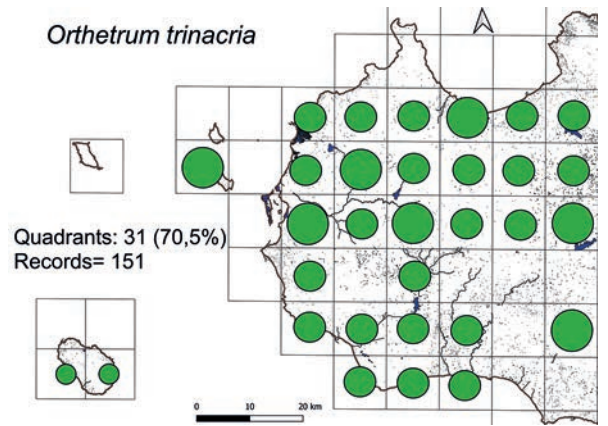 Orthetrum trinacria
Quadrants: 31 (70,5%)
Records= 151
0 10 20 km